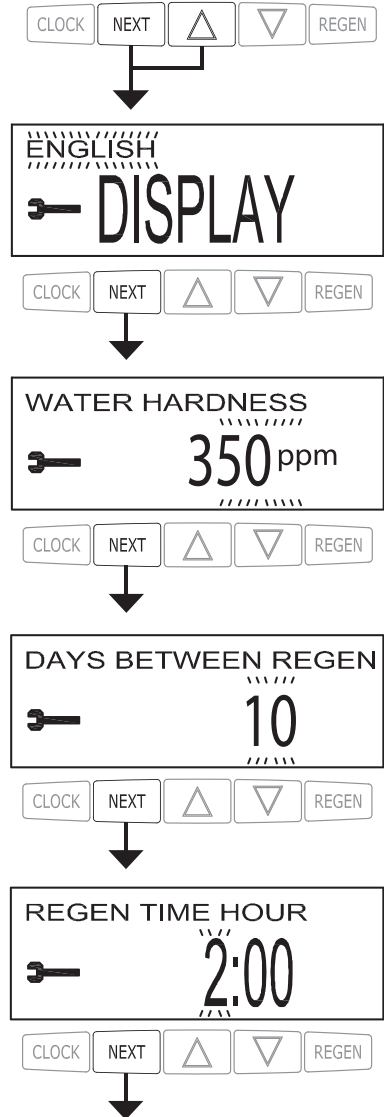 CLOCK NEXT REGEN
ENGLISH
DISPLAY
CLOCK NEXT REGEN
WATER HARDNESS
350 ppm
CLOCK NEXT REGEN
DAYS BETWEEN REGEN
10
CLOCK NEXT REGEN
REGEN TIME HOUR
2:00
CLOCK NEXT REGEN